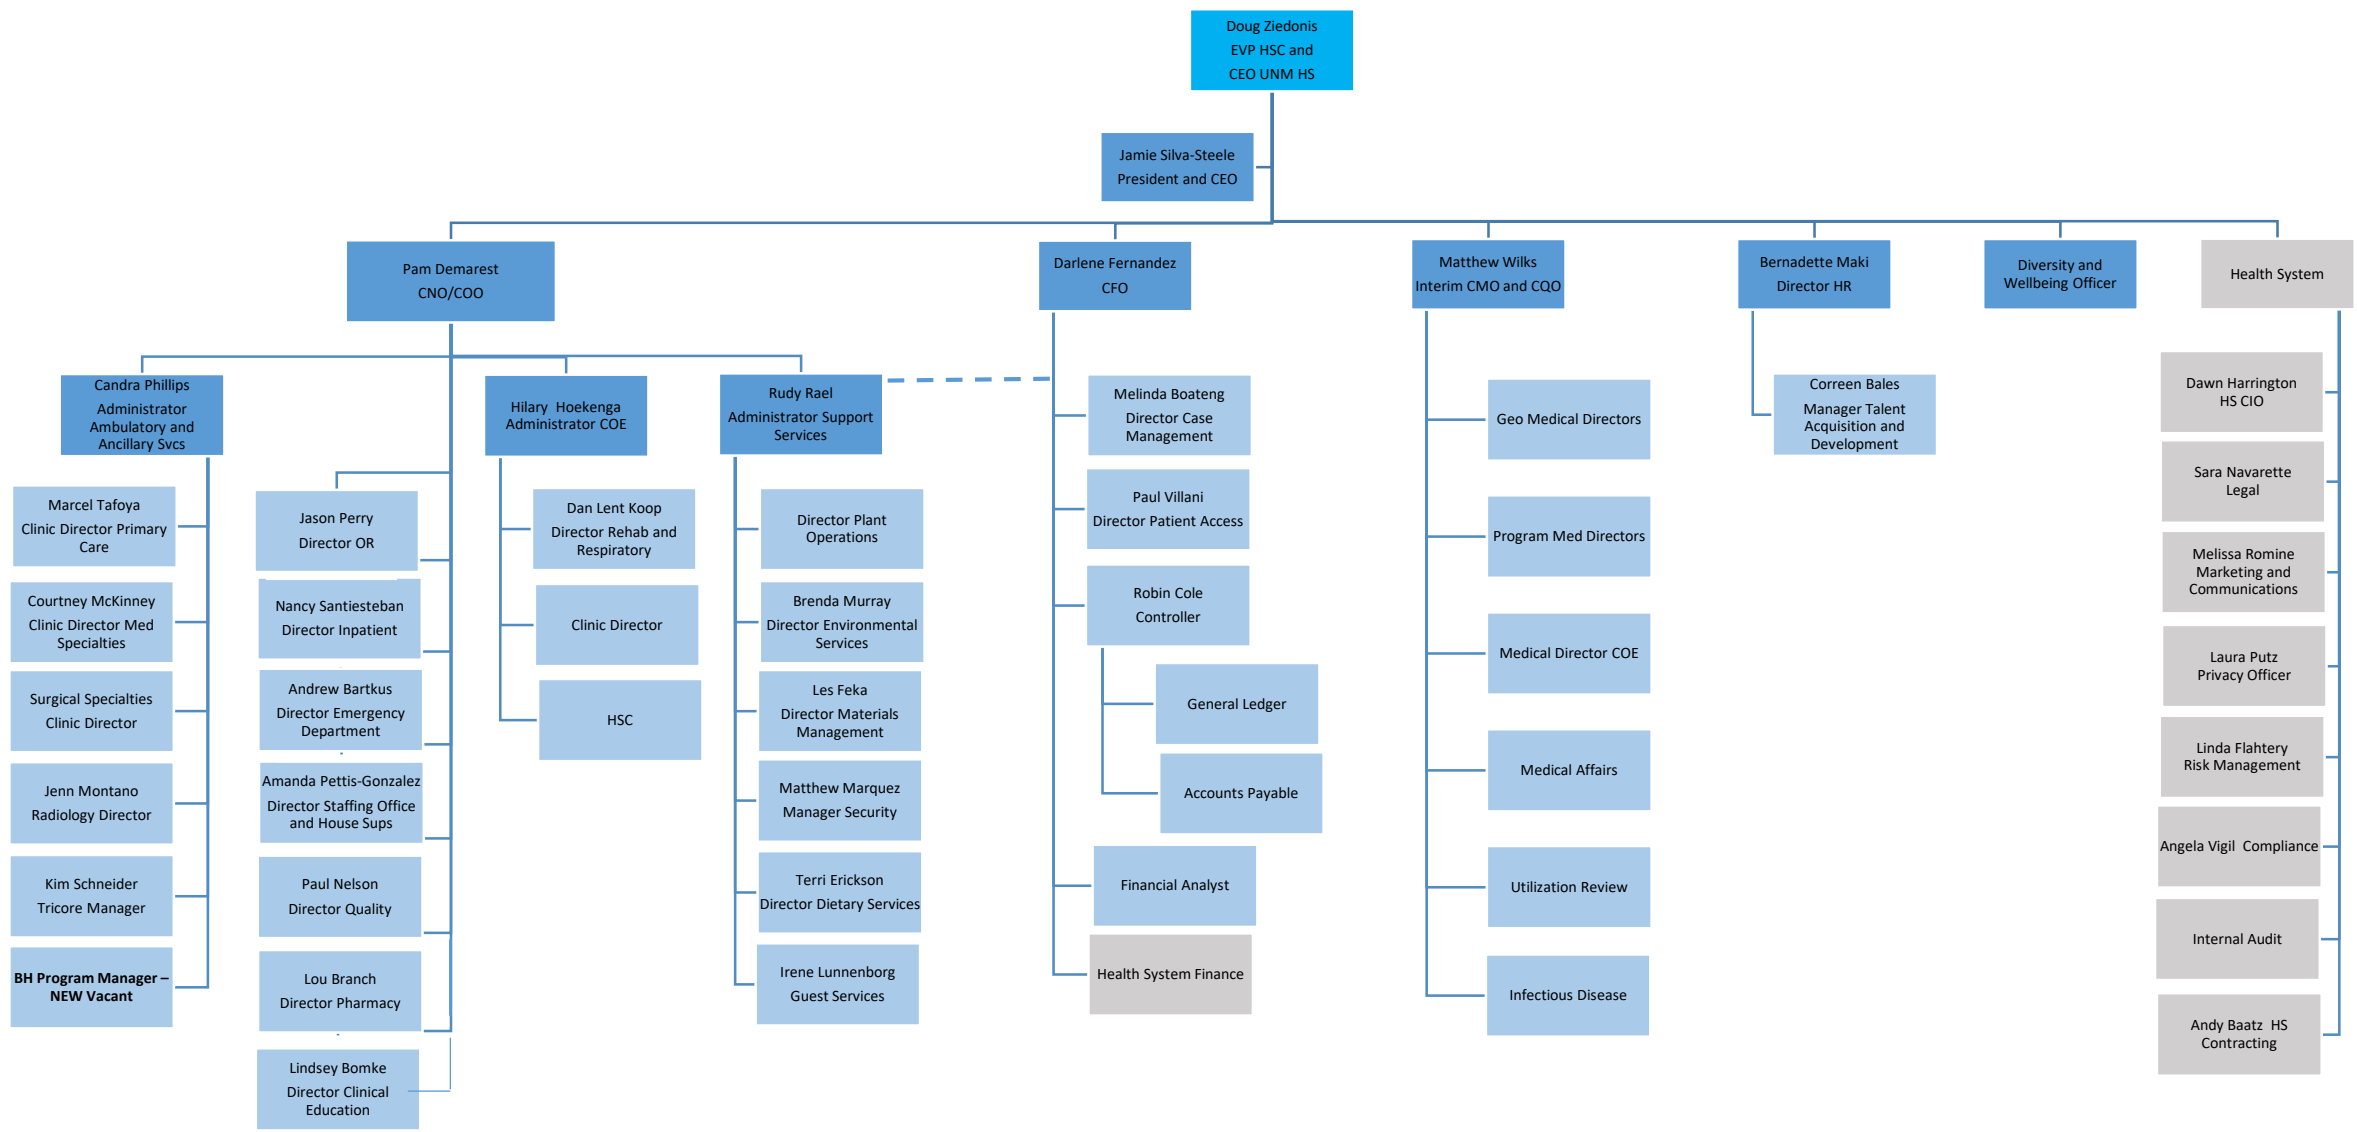 Doug Ziedonis
EVP HSC and
CEO UNM HS
Jamie Silva-Steele
President and CEO
Pam Demarest
CNO/COO
Darlene Fernandez
CFO
Matthew Wilks
Interim CMO and CQO
Bernadette Maki
Director HR
Diversity and
Wellbeing Officer
Health System
Candra Phillips
Administrator
Ambulatory and
Ancillary Svcs
Marcel Tafoya
Clinic Director Primary
Care
Courtney McKinney
Clinic Director Med
Specialties
Surgical Specialties
Clinic Director
Jenn Montano
Radiology Director
Kim Schneider
Tricore Manager
BH Program Manager –
NEW Vacant
Jason Perry
Director OR
Nancy Santiesteban
Director Inpatient
Andrew Bartkus
Director Emergency
Department
Amanda Pettis-Gonzalez
Director Staffing Office
and House Sups
Paul Nelson
Director Quality
Lou Branch
Director Pharmacy
Lindsey Bomke
Director Clinical
Education
Hilary  Hoekenga
Administrator COE
Dan Lent Koop
Director Rehab and
Respiratory
Clinic Director
HSC
Rudy Rael
Administrator Support
Services
Director Plant
Operations
Brenda Murray
Director Environmental
Services
Les Feka
Director Materials
Management
Matthew Marquez
Manager Security
Terri Erickson
Director Dietary Services
Irene Lunnenborg
Guest Services
Melinda Boateng
Director Case
Management
Paul Villani
Director Patient Access
Robin Cole
Controller
General Ledger
Accounts Payable
Financial Analyst
Health System Finance
Geo Medical Directors
Program Med Directors
Medical Director COE
Medical Affairs
Utilization Review
Infectious Disease
Correen Bales
Manager Talent
Acquisition and
Development
Dawn Harrington
HS CIO
Sara Navarette
Legal
Melissa Romine
Marketing and
Communications
Laura Putz
Privacy Officer
Linda Flahtery
Risk Management
Angela Vigil  Compliance
Internal Audit
Andy Baatz  HS
Contracting